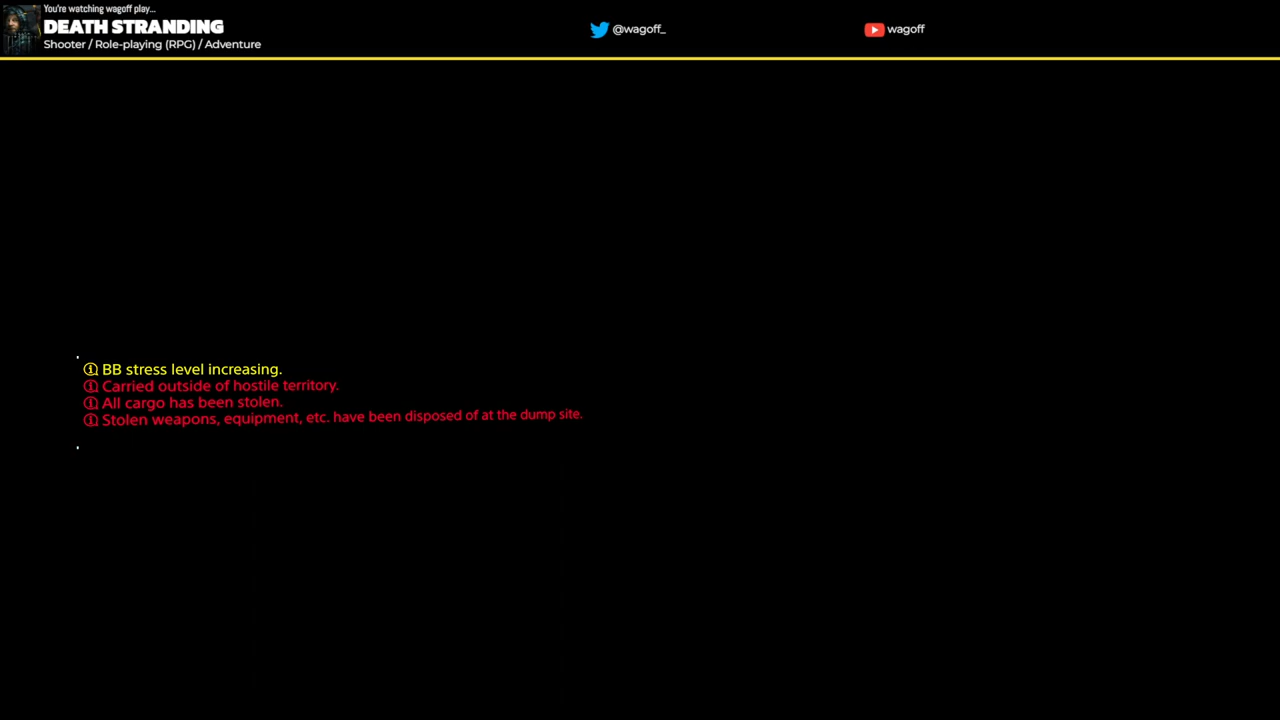 You're watching wagoff play...
DEATH STRANDING
Shooter / Role-playing (RPG) / Adventure
@wagoff_
wagoff
BB stress level increasing.
Carried outside of hostile territory.
All cargo has been stolen.
Stolen weapons, equipment, etc. have been disposed of at the dump site.